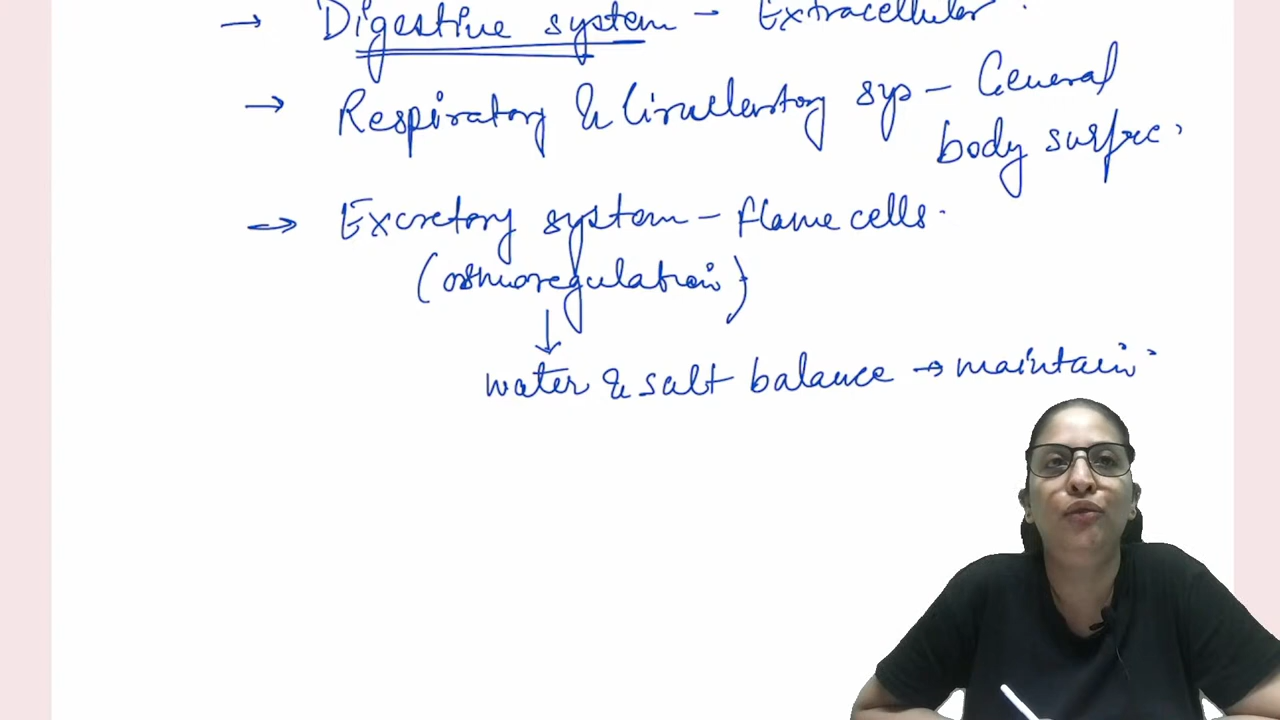 → Digestive system - Extracellular.
→ Respiratory & Circulatory sys - General
body surface.
→ Excretory system - flame cells.
(osmoregulation)
↓
water & salt balance → maintain.